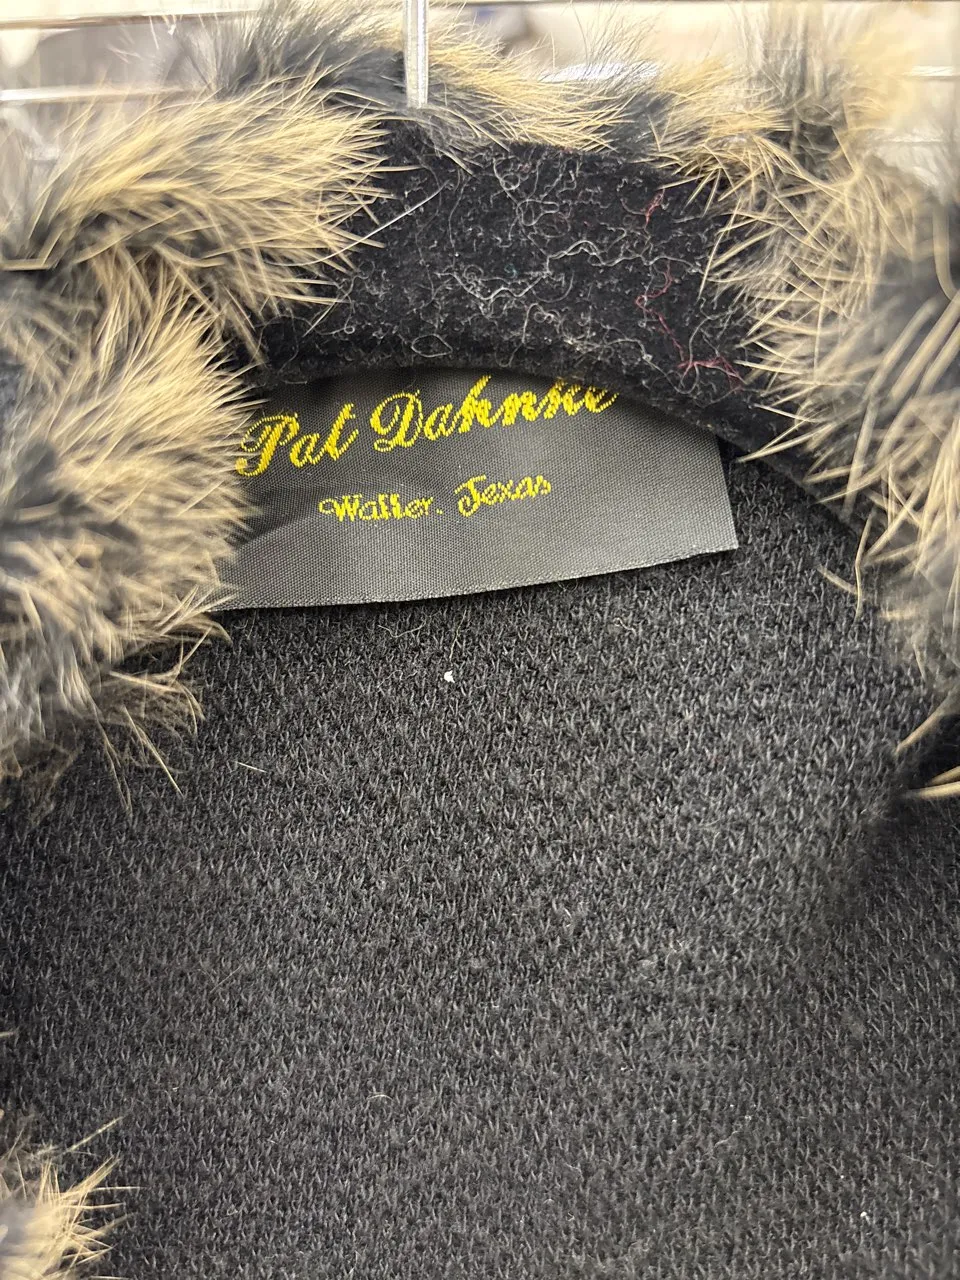 Pat Dahnke
Waller, Texas